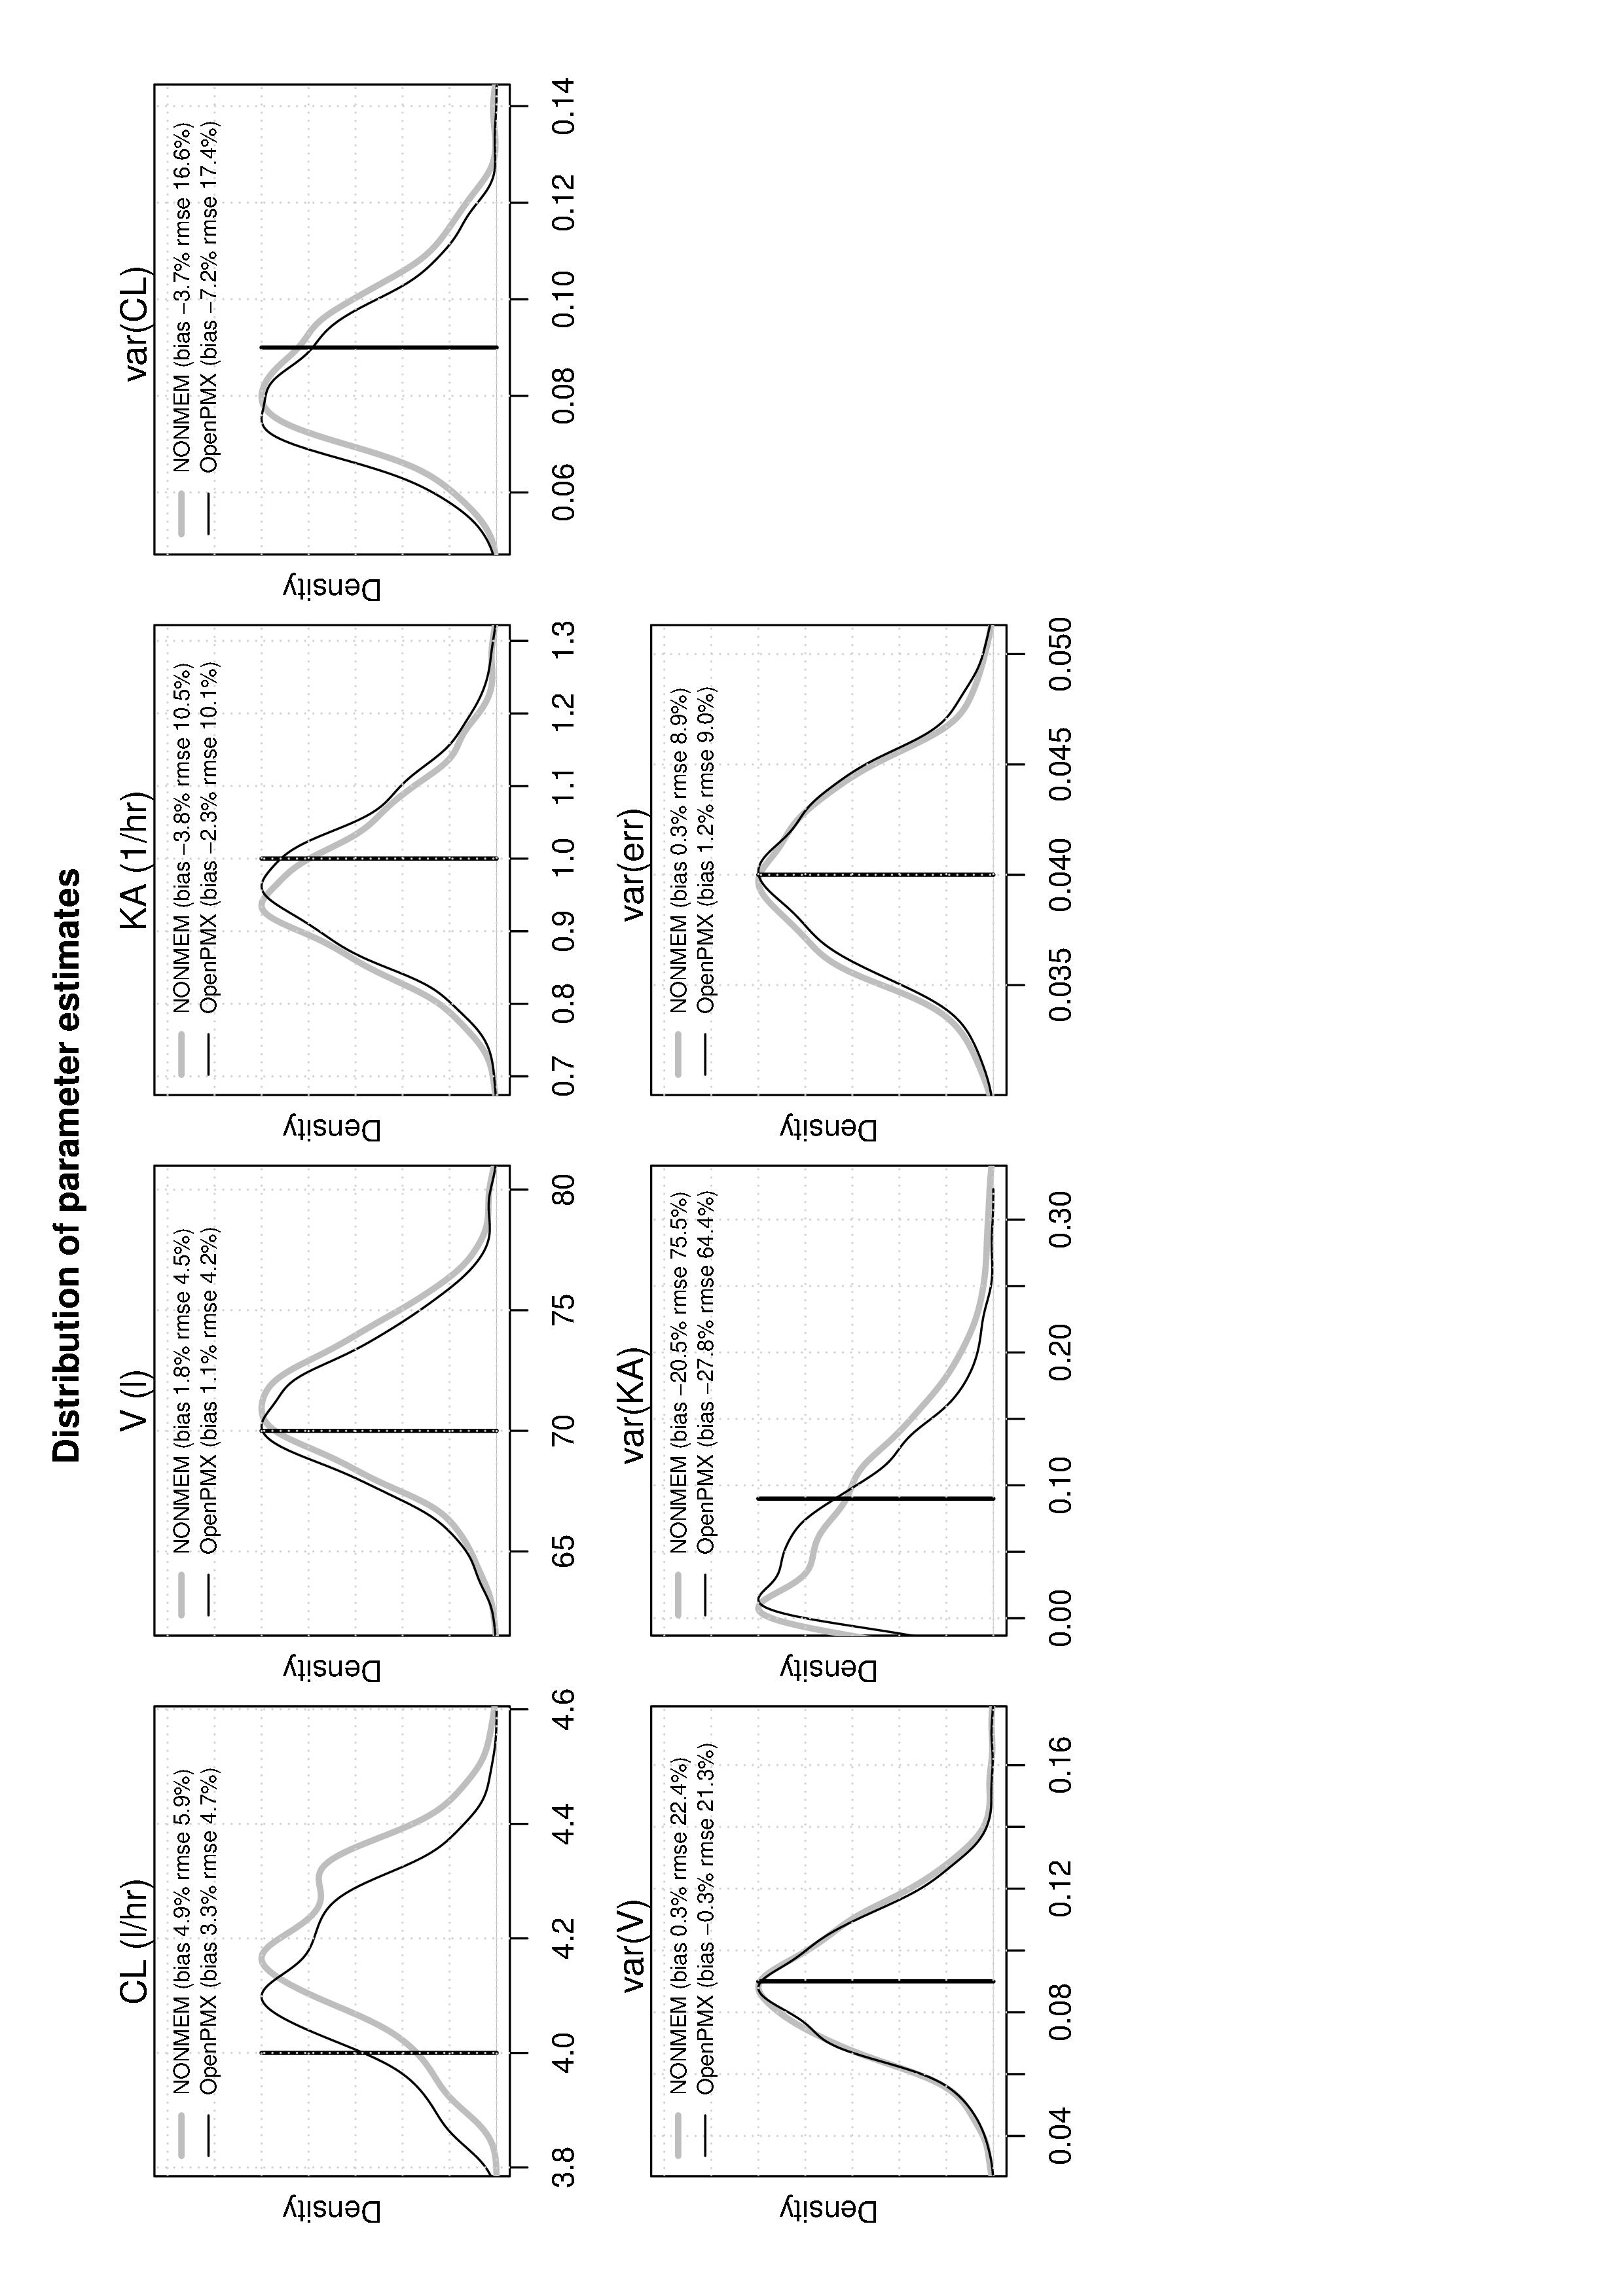 Distribution of parameter estimates
CL (l/hr)
NONMEM (bias 4.9% rmse 5.9%)
OpenPMX (bias 3.3% rmse 4.7%)
Density
3.8 4.0 4.2 4.4 4.6
V (l)
NONMEM (bias 1.8% rmse 4.5%)
OpenPMX (bias 1.1% rmse 4.2%)
Density
65 70 75 80
KA (1/hr)
NONMEM (bias −3.8% rmse 10.5%)
OpenPMX (bias −2.3% rmse 10.1%)
Density
0.7 0.8 0.9 1.0 1.1 1.2 1.3
var(CL)
NONMEM (bias −3.7% rmse 16.6%)
OpenPMX (bias −7.2% rmse 17.4%)
Density
0.06 0.08 0.10 0.12 0.14
var(V)
NONMEM (bias 0.3% rmse 22.4%)
OpenPMX (bias −0.3% rmse 21.3%)
Density
0.04 0.08 0.12 0.16
var(KA)
NONMEM (bias −20.5% rmse 75.5%)
OpenPMX (bias −27.8% rmse 64.4%)
Density
0.00 0.10 0.20 0.30
var(err)
NONMEM (bias 0.3% rmse 8.9%)
OpenPMX (bias 1.2% rmse 9.0%)
Density
0.035 0.040 0.045 0.050